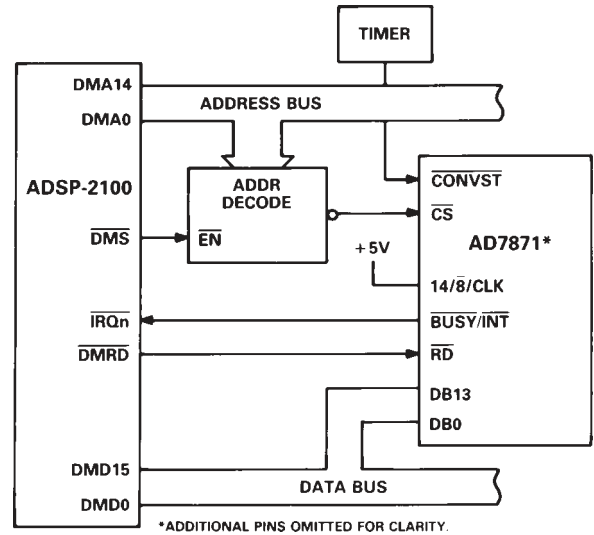 TIMER
DMA14
ADDRESS BUS
DMA0
ADSP-2100
ADDR
DECODE
CONVST
CS
DMS
EN
+5V
AD7871*
14/8/CLK
IRQn
BUSY/INT
DMRD
RD
DB13
DB0
DMD15
DATA BUS
DMD0
*ADDITIONAL PINS OMITTED FOR CLARITY.